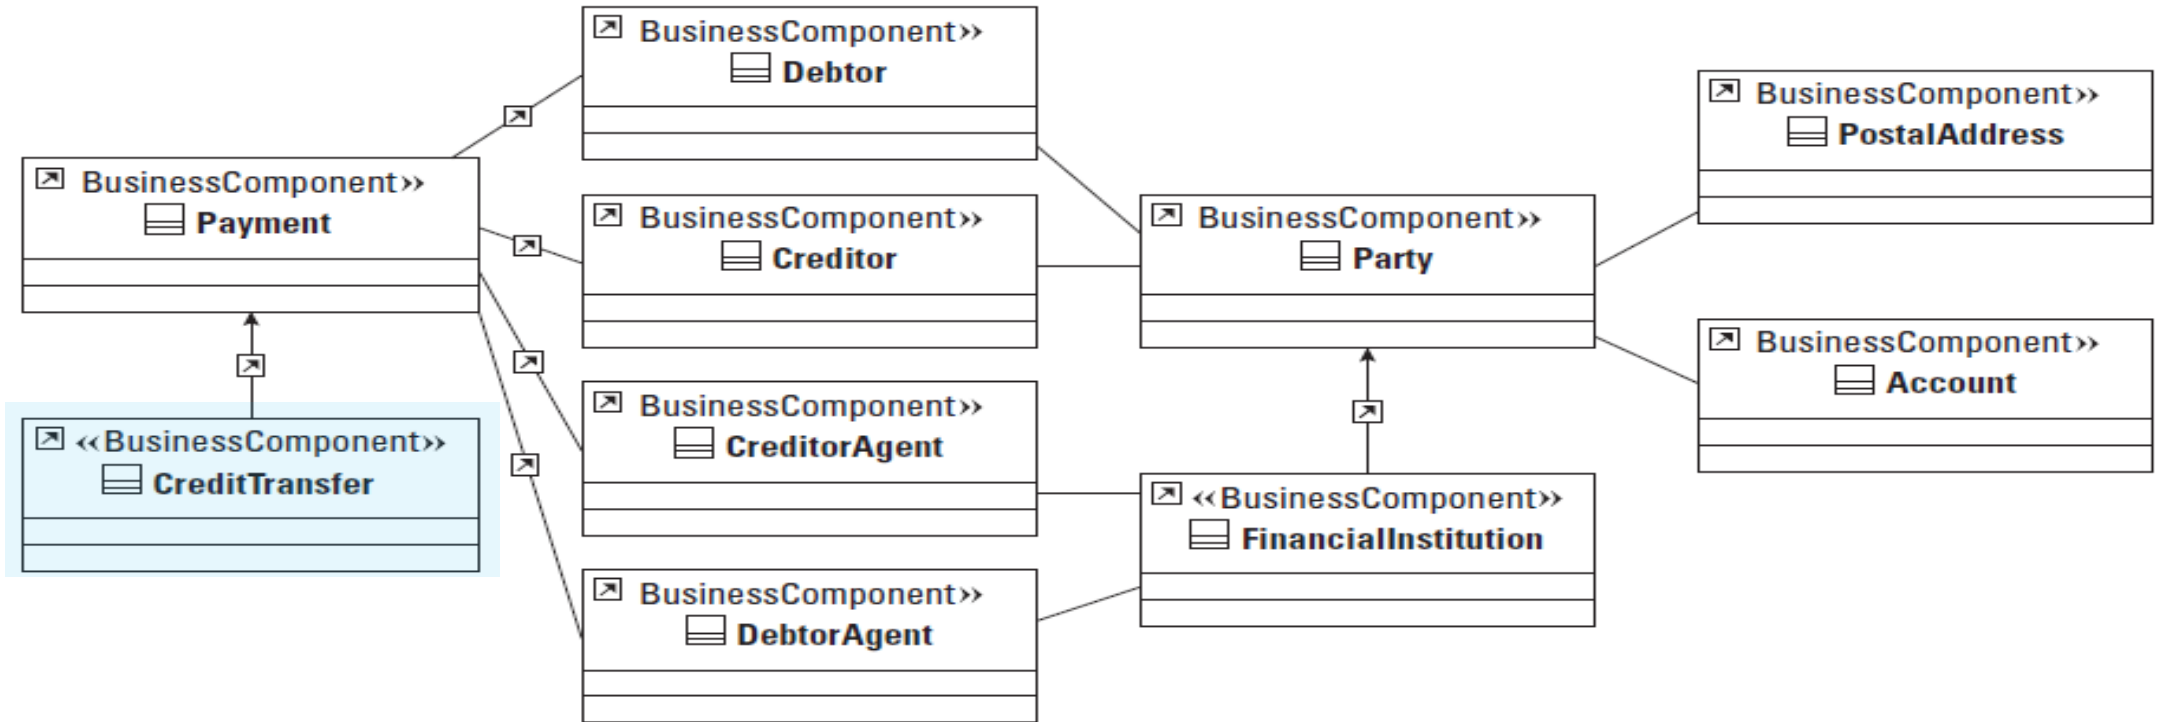 BusinessComponent»
Debtor
BusinessComponent»
PostalAddress
BusinessComponent»
Payment
BusinessComponent»
Creditor
BusinessComponent»
Party
BusinessComponent»
Account
BusinessComponent»
CreditorAgent
«BusinessComponent»
CreditTransfer
«BusinessComponent»
FinancialInstitution
BusinessComponent»
DebtorAgent